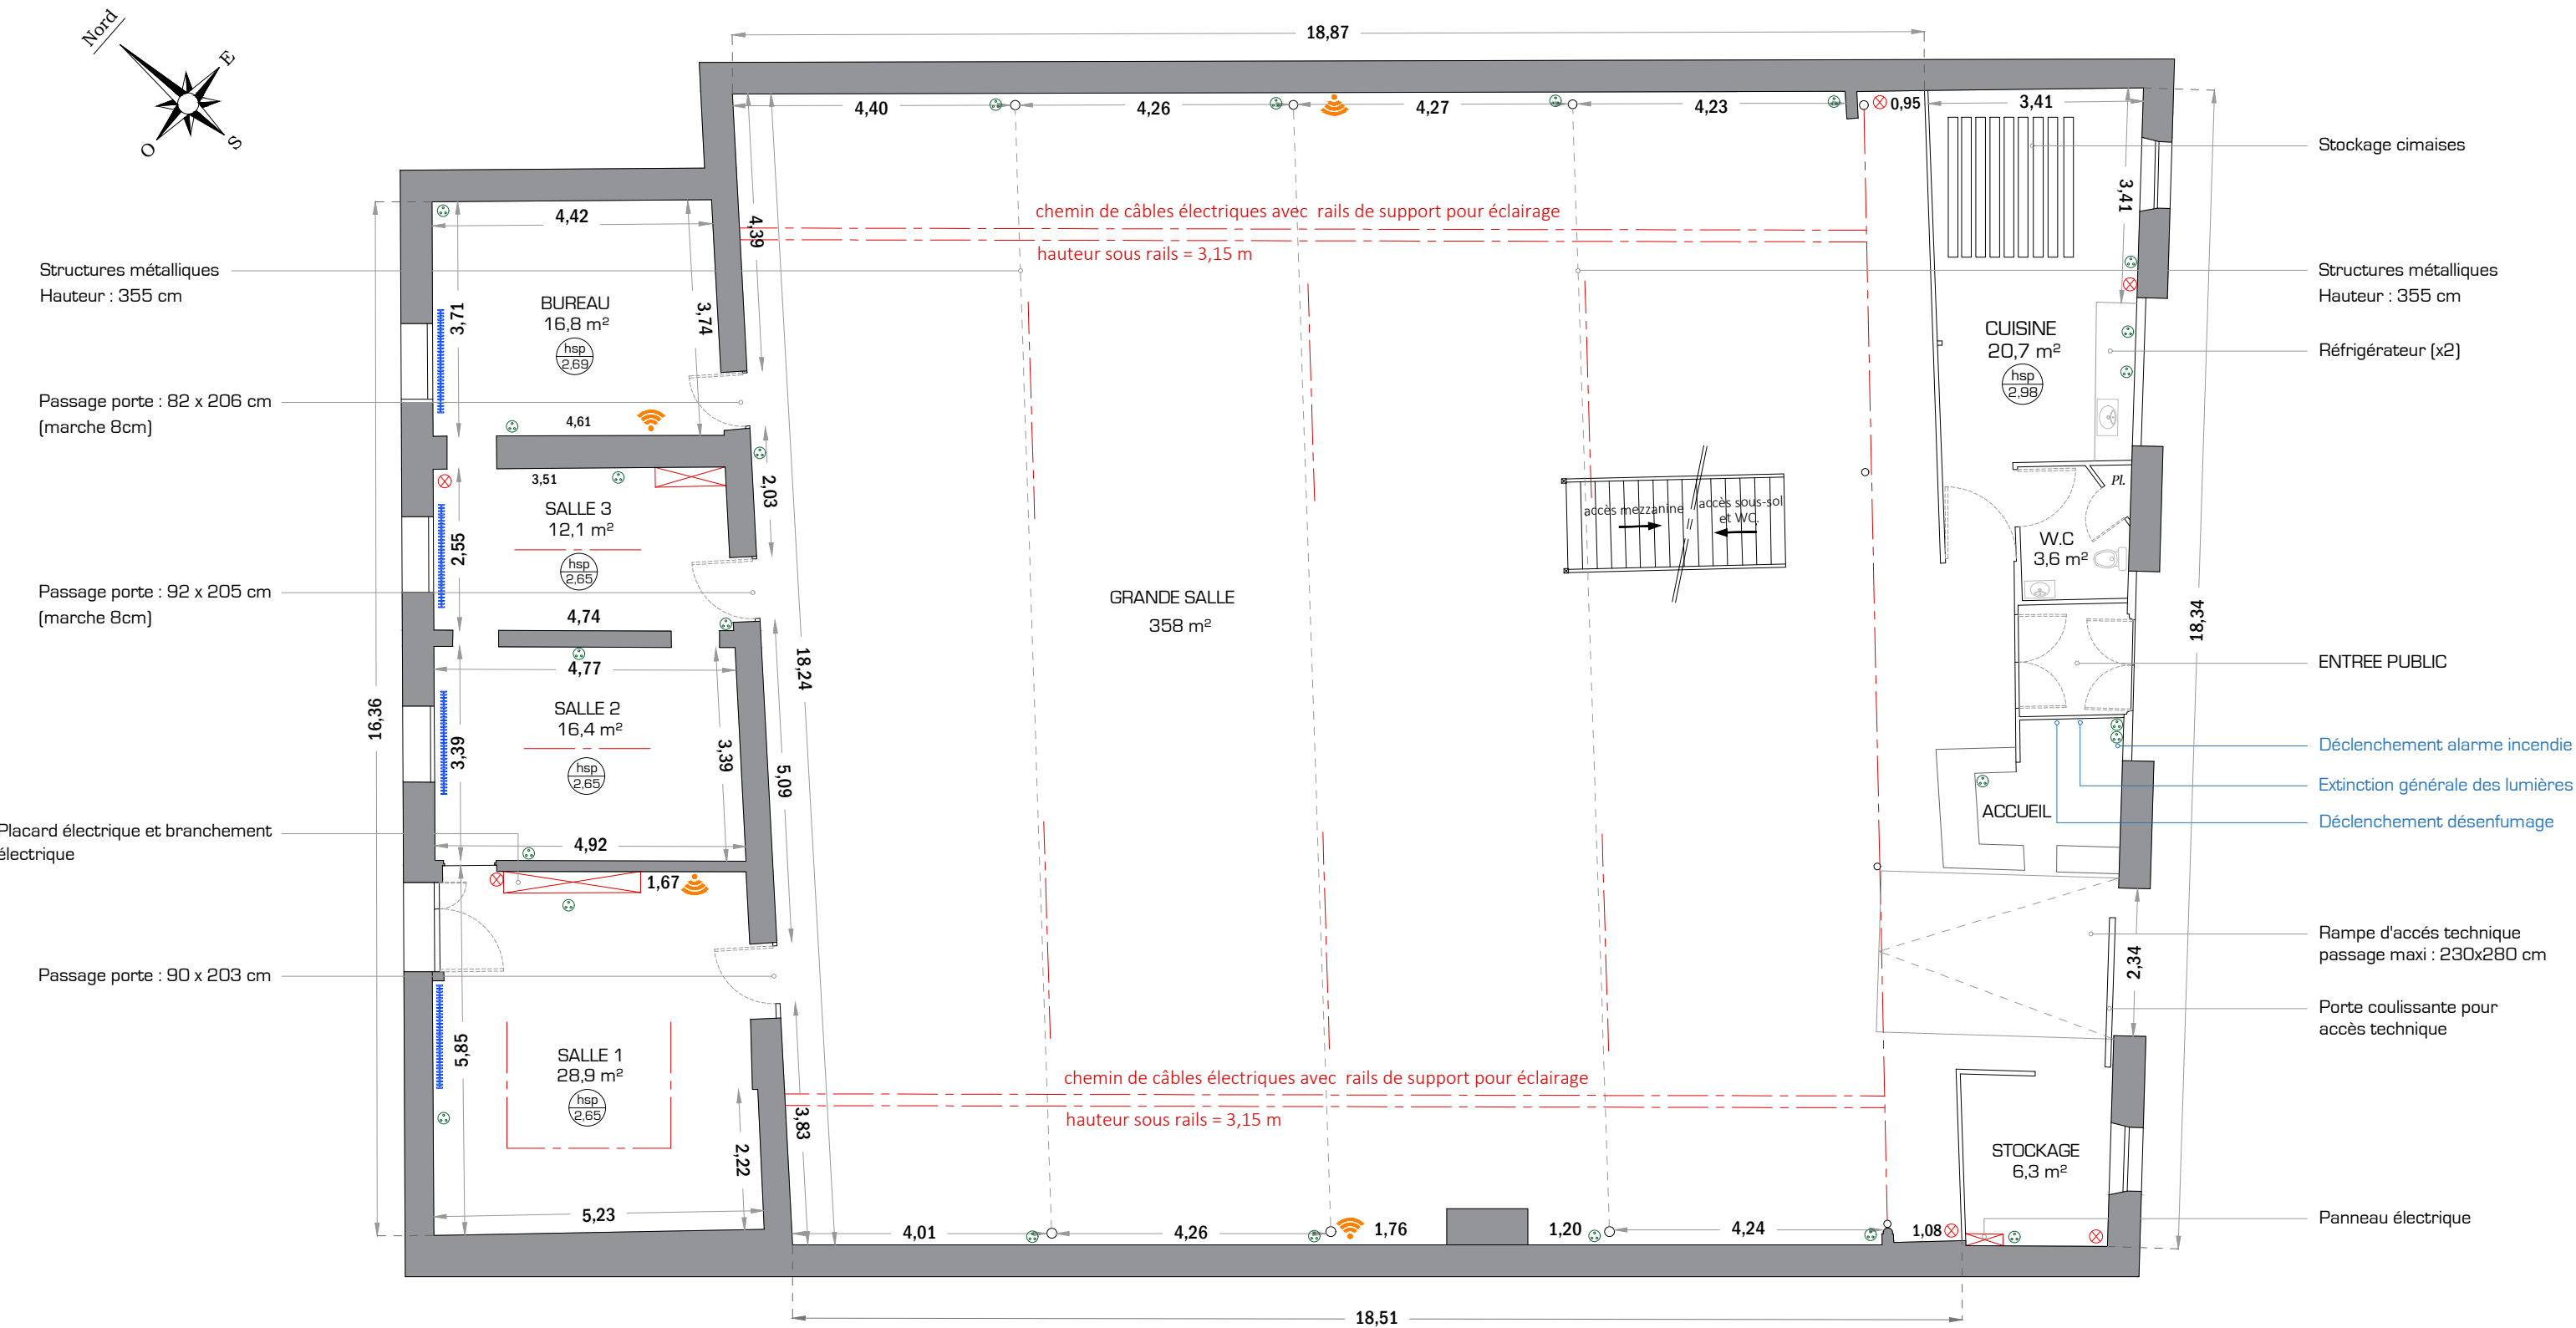 Nord
E
S
O
18,87
4,40
4,26
4,27
4,23
0,95
3,41
Stockage cimaises
3,41
4,42
4,39
chemin de câbles électriques avec rails de support pour éclairage
hauteur sous rails = 3,15 m
Structures métalliques
Hauteur : 355 cm
Structures métalliques
Hauteur : 355 cm
BUREAU
16,8 m²
hsp
2,69
3,71
3,74
CUISINE
20,7 m²
hsp
2,98
Réfrigérateur (x2)
Passage porte : 82 x 206 cm
(marche 8cm)
4,61
3,51
2,03
Pl.
SALLE 3
12,1 m²
hsp
2,65
2,55
4,74
accès mezzanine
accès sous-sol
et WC.
W.C
3,6 m²
Passage porte : 92 x 205 cm
(marche 8cm)
GRANDE SALLE
358 m²
18,34
16,36
18,24
4,77
ENTREE PUBLIC
SALLE 2
16,4 m²
hsp
2,65
3,39
3,39
5,09
Déclenchement alarme incendie
Extinction générale des lumières
Déclenchement désenfumage
ACCUEIL
4,92
Placard électrique et branchement
électrique
1,67
Rampe d'accés technique
passage maxi : 230x280 cm
2,34
Passage porte : 90 x 203 cm
Porte coulissante pour
accès technique
SALLE 1
28,9 m²
hsp
2,65
5,85
chemin de câbles électriques avec rails de support pour éclairage
hauteur sous rails = 3,15 m
3,83
2,22
STOCKAGE
6,3 m²
5,23
4,01
4,26
1,76
1,20
4,24
1,08
Panneau électrique
18,51